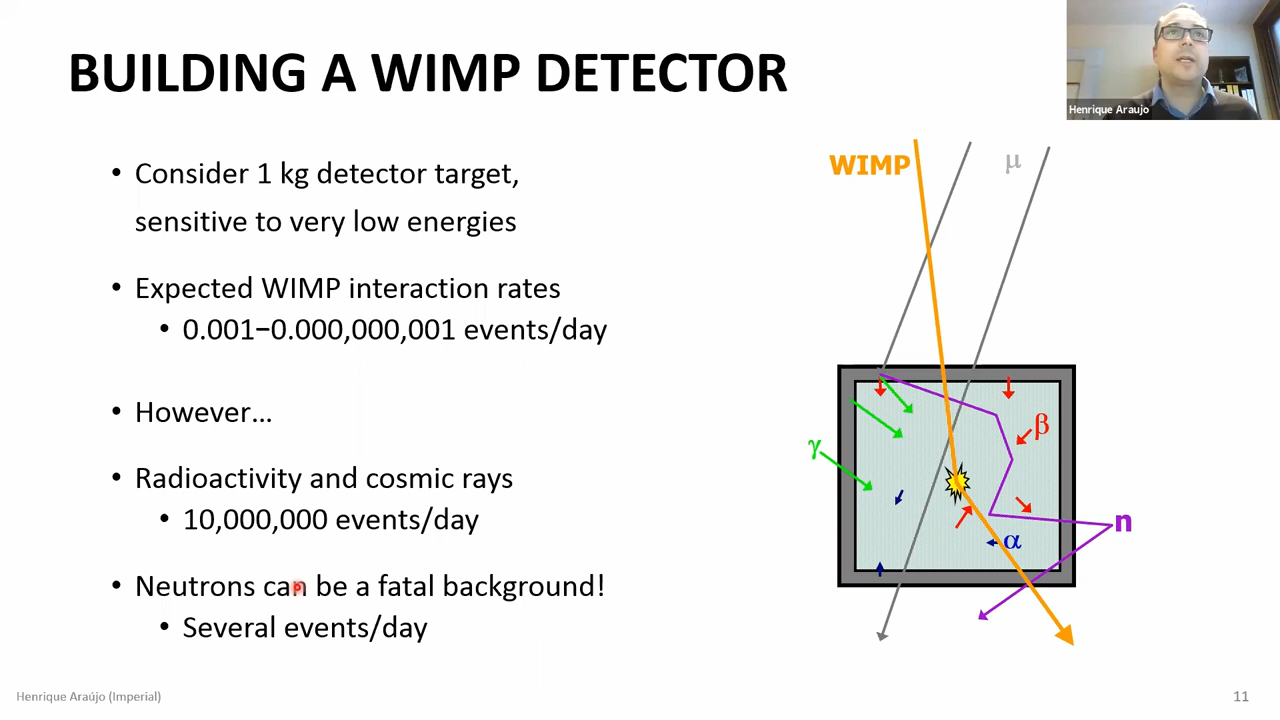 BUILDING A WIMP DETECTOR
Henrique Araujo
• Consider 1 kg detector target,
sensitive to very low energies
• Expected WIMP interaction rates
• 0.001−0.000,000,001 events/day
• However…
• Radioactivity and cosmic rays
• 10,000,000 events/day
• Neutrons can be a fatal background!
• Several events/day
WIMP
μ
β
γ
n
α
Henrique Araújo (Imperial)
11